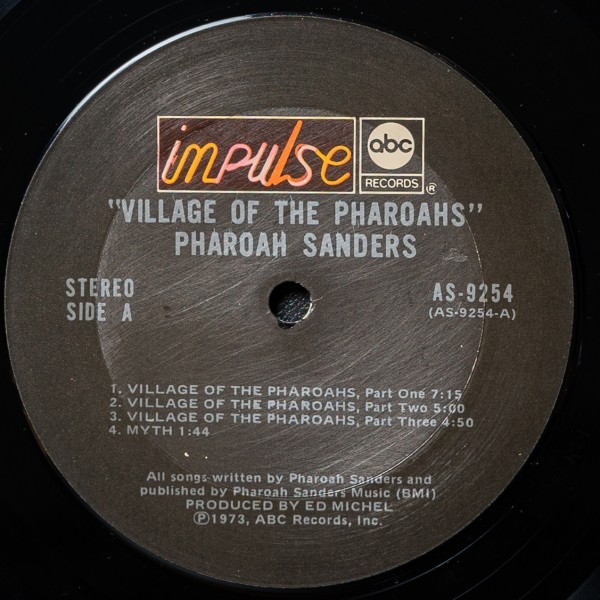 impulse
abc
RECORDS ®
"VILLAGE OF THE PHAROAHS"
PHAROAH SANDERS
STEREO
SIDE A
AS-9254
(AS-9254-A)
1. VILLAGE OF THE PHAROAHS, Part One 7:15
2. VILLAGE OF THE PHAROAHS, Part Two 5:00
3. VILLAGE OF THE PHAROAHS, Part Three 4:50
4. MYTH 1:44
All songs written by Pharoah Sanders and
published by Pharoah Sanders Music (BMI)
PRODUCED BY ED MICHEL
℗1973, ABC Records, Inc.